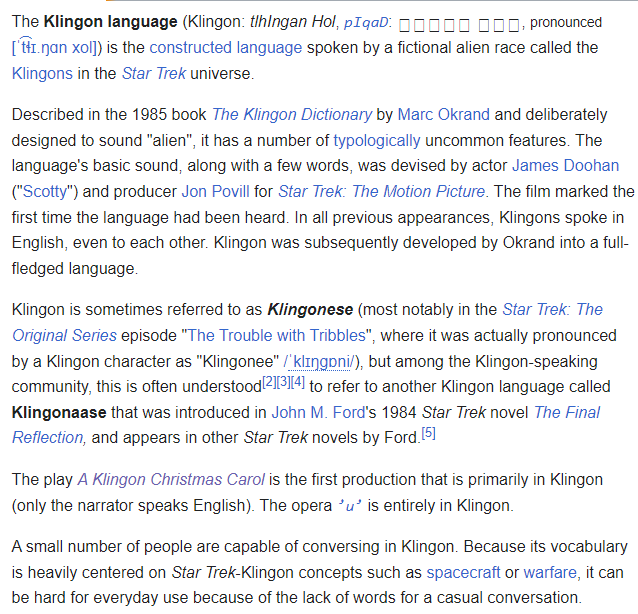 The Klingon language (Klingon: tlhIngan Hol, pIqaD: , pronounced
[ˈt͡ɬɪ.ŋɑn xol]) is the constructed language spoken by a fictional alien race called the
Klingons in the Star Trek universe.
Described in the 1985 book The Klingon Dictionary by Marc Okrand and deliberately
designed to sound "alien", it has a number of typologically uncommon features. The
language's basic sound, along with a few words, was devised by actor James Doohan
("Scotty") and producer Jon Povill for Star Trek: The Motion Picture. The film marked the
first time the language had been heard. In all previous appearances, Klingons spoke in
English, even to each other. Klingon was subsequently developed by Okrand into a full-
fledged language.
Klingon is sometimes referred to as Klingonese (most notably in the Star Trek: The
Original Series episode "The Trouble with Tribbles", where it was actually pronounced
by a Klingon character as "Klingonee" /ˈklɪŋɡɒni/), but among the Klingon-speaking
community, this is often understood[2][3][4] to refer to another Klingon language called
Klingonaase that was introduced in John M. Ford's 1984 Star Trek novel The Final
Reflection, and appears in other Star Trek novels by Ford.[5]
The play A Klingon Christmas Carol is the first production that is primarily in Klingon
(only the narrator speaks English). The opera ʼuʼ is entirely in Klingon.
A small number of people are capable of conversing in Klingon. Because its vocabulary
is heavily centered on Star Trek-Klingon concepts such as spacecraft or warfare, it can
be hard for everyday use because of the lack of words for a casual conversation.